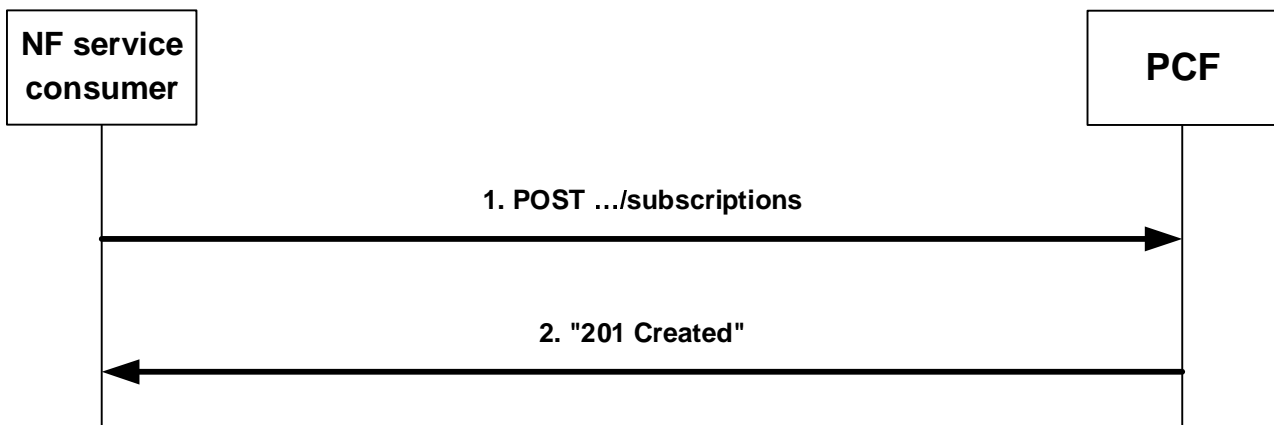 NF service
consumer
PCF
1. POST …/subscriptions
2. "201 Created"